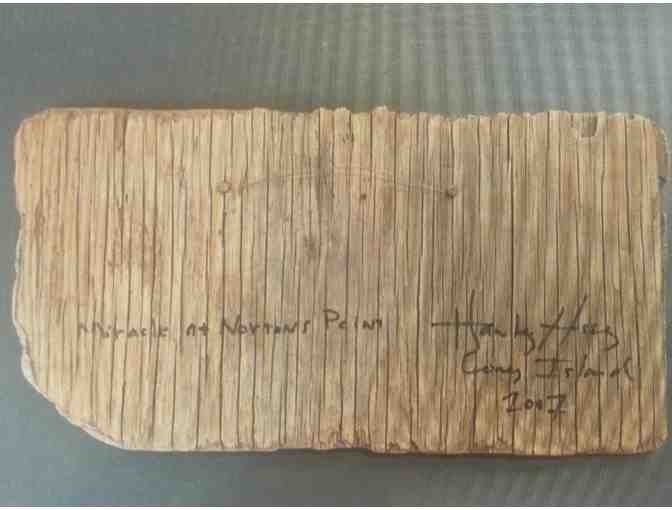 Miracle At Nortons Point
Coney Island
2007